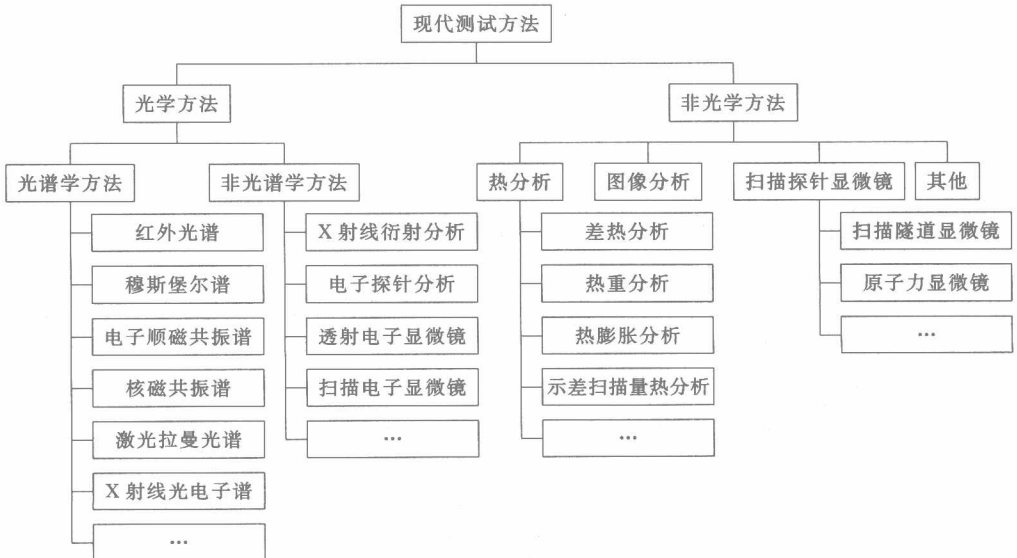 现代测试方法
光学方法
非光学方法
光谱学方法
非光谱学方法
热分析
图像分析
扫描探针显微镜
其他
红外光谱
穆斯堡尔谱
电子顺磁共振谱
核磁共振谱
激光拉曼光谱
X 射线光电子谱
…
X 射线衍射分析
电子探针分析
透射电子显微镜
扫描电子显微镜
…
差热分析
热重分析
热膨胀分析
示差扫描量热分析
…
扫描隧道显微镜
原子力显微镜
…